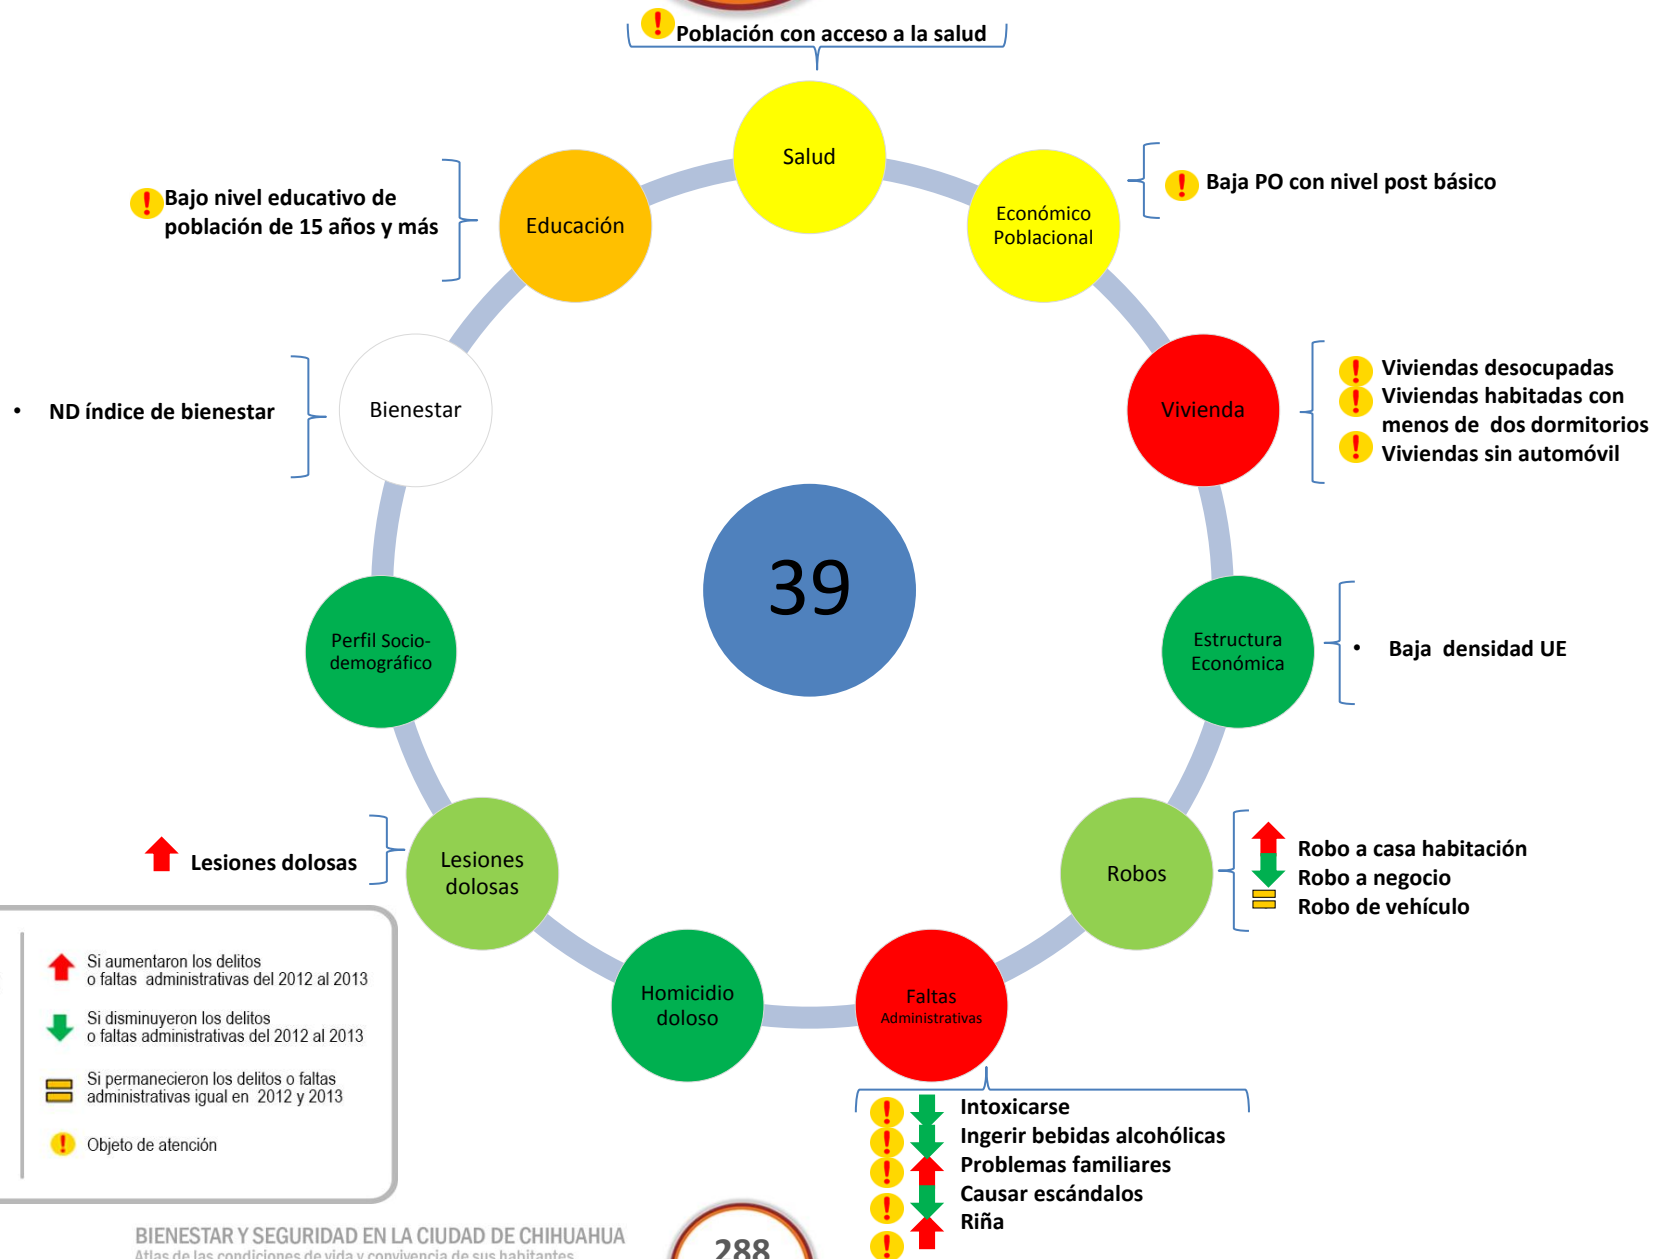 Población con acceso a la salud
Salud
Bajo nivel educativo de
población de 15 años y más
Educación
Económico
Poblacional
Baja PO con nivel post básico
• ND índice de bienestar
Bienestar
Vivienda
Viviendas desocupadas
Viviendas habitadas con
menos de dos dormitorios
Viviendas sin automóvil
39
Perfil Socio-
demográfico
Estructura
Económica
• Baja densidad UE
Lesiones dolosas
Lesiones
dolosas
Robos
Robo a casa habitación
Robo a negocio
Robo de vehículo
Homicidio
doloso
Faltas
Administrativas
Si aumentaron los delitos
o faltas administrativas del 2012 al 2013
Si disminuyeron los delitos
o faltas administrativas del 2012 al 2013
Si permanecieron los delitos o faltas
administrativas igual en 2012 y 2013
Objeto de atención
Intoxicarse
Ingerir bebidas alcohólicas
Problemas familiares
Causar escándalos
Riña
BIENESTAR Y SEGURIDAD EN LA CIUDAD DE CHIHUAHUA
Atlas de las condiciones de vida y convivencia de sus habitantes
288